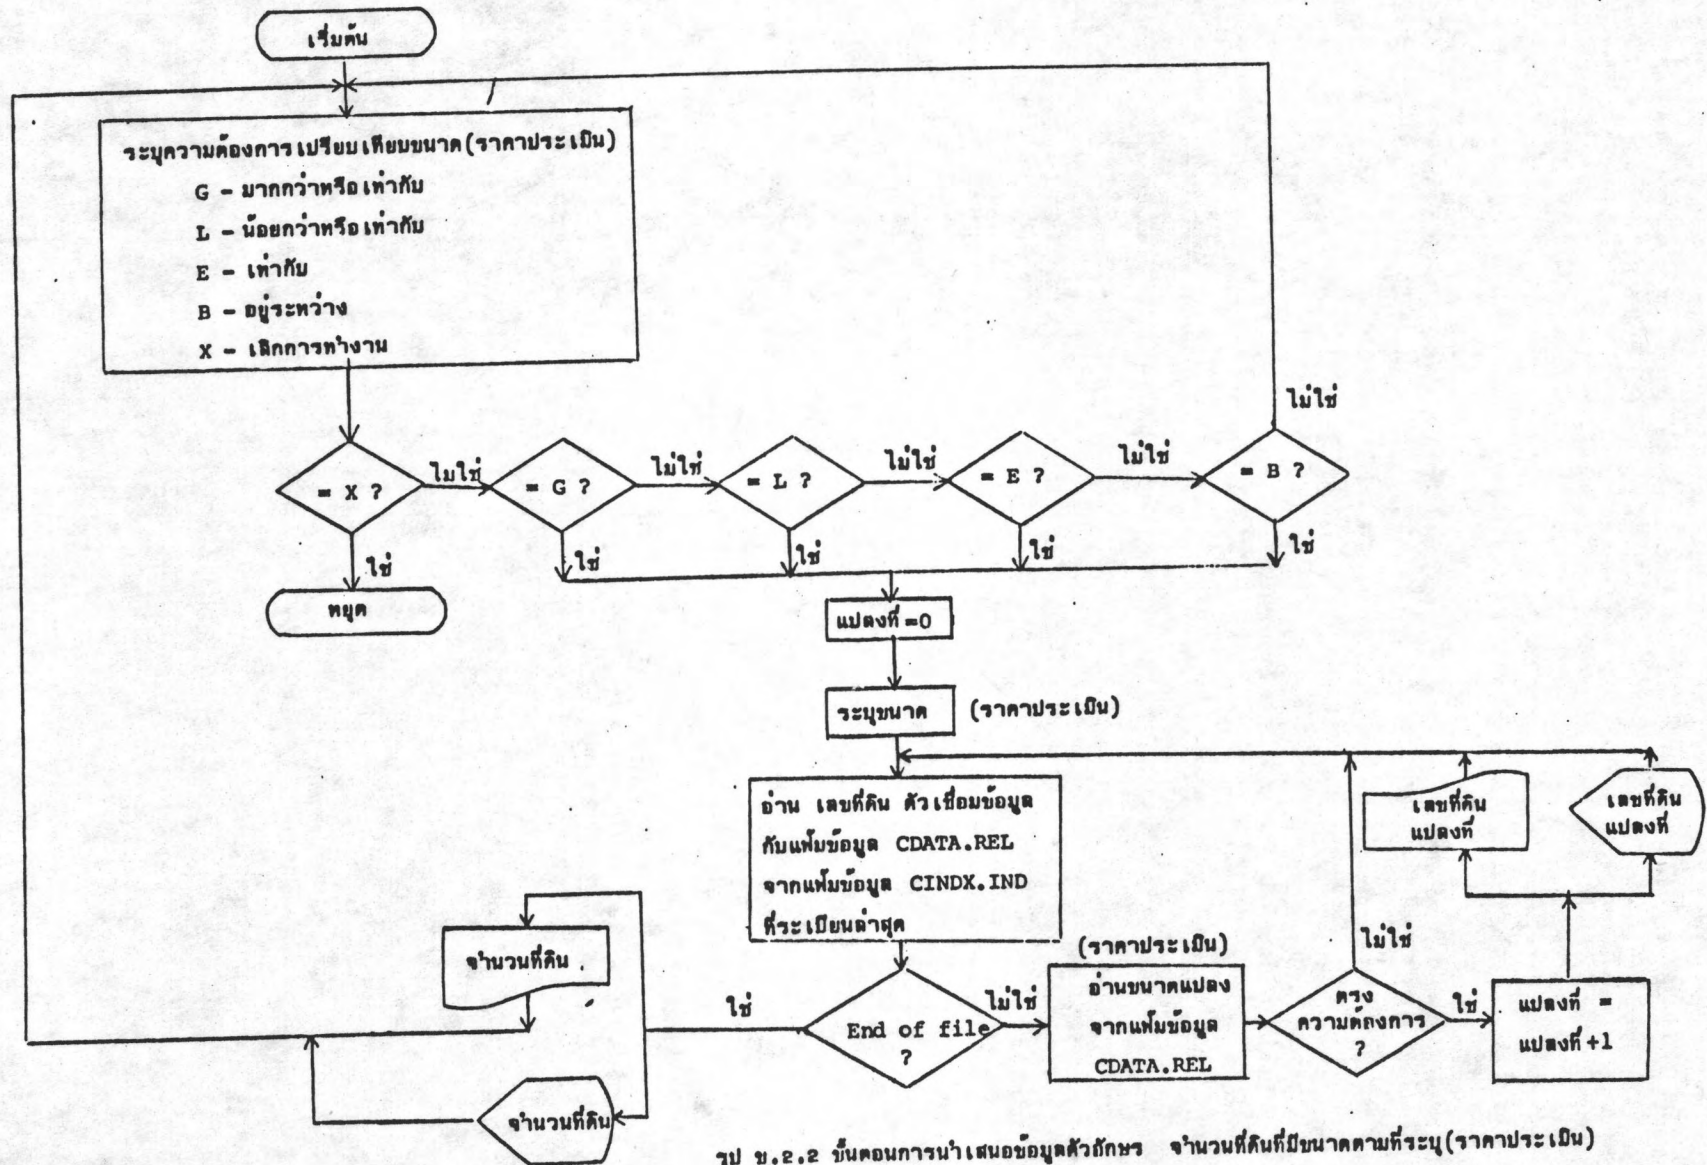 เริ่มต้น
ระบุความต้องการเปรียบเทียบขนาด(ราคาประเมิน)
G - มากกว่าหรือเท่ากับ
L - น้อยกว่าหรือเท่ากับ
E - เท่ากับ
B - อยู่ระหว่าง
X - เลิกการทำงาน
ไม่ใช่
= X ?
ไมใช่
= G ?
ไม่ใช่
= L ?
ไม่ใช่
= E ?
ไม่ใช่
= B ?
ใช่
ใช่
ใช่
ใช่
ใช่
หยุด
แปลงที่ =0
ระบุขนาด
(ราคาประเมิน)
อ่าน เลขที่ดิน ตัวเชื่อมข้อมูล
กับแฟ้มข้อมูล CDATA.REL
จากแฟ้มข้อมูล CINDX.IND
ที่ระเบียนล่าสุด
เลขที่ดิน
แปลงที่
เลขที่ดิน
แปลงที่
จำนวนที่ดิน
ใช่
End of file
?
ไม่ใช่
(ราคาประเมิน)
อ่านขนาดแปลง
จากแฟ้มข้อมูล
CDATA.REL
ไม่ใช่
ตรง
ความต้องการ
?
ใช่
แปลงที่ =
แปลงที่ +1
จำนวนที่ดิน
รูป ข.2.2 ขั้นตอนการนำเสนอข้อมูลตัวอักษร จำนวนที่ดินที่มีขนาดตามที่ระบุ(ราคาประเมิน)